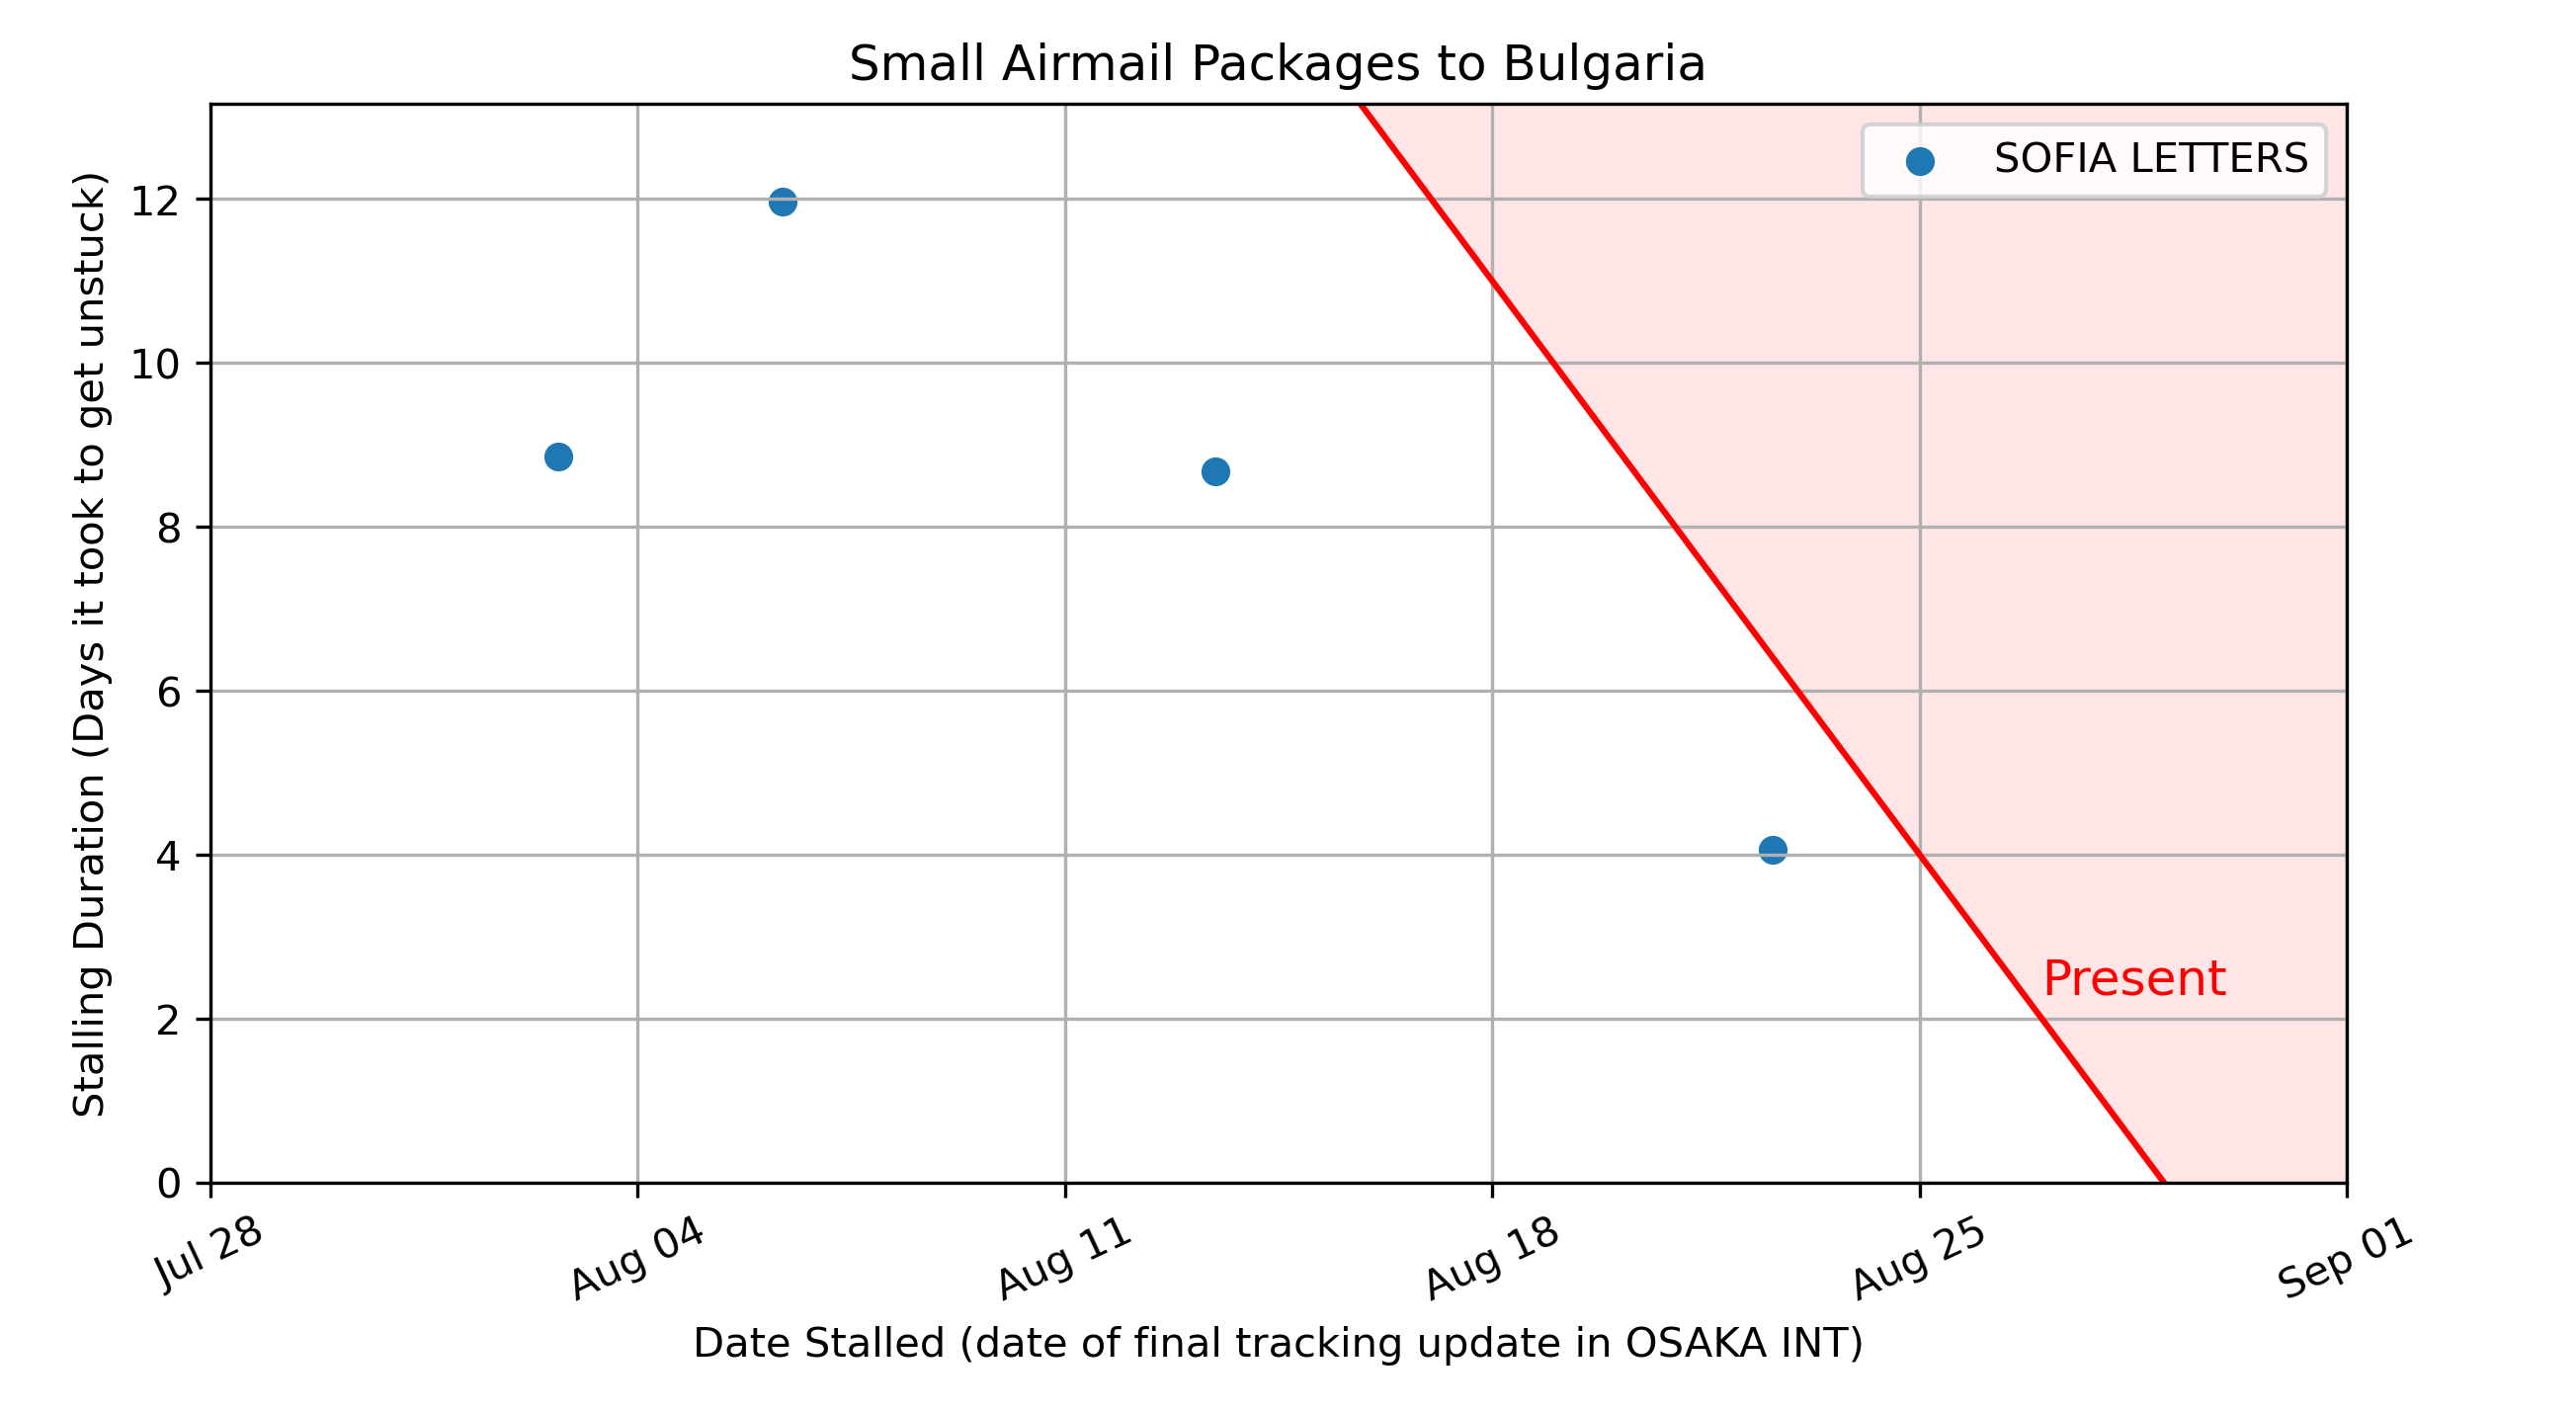 Small Airmail Packages to Bulgaria
SOFIA LETTERS
Stalling Duration (Days it took to get unstuck)
12
10
8
6
4
2
0
Present
Jul 28
Aug 04
Aug 11
Aug 18
Aug 25
Sep 01
Date Stalled (date of final tracking update in OSAKA INT)